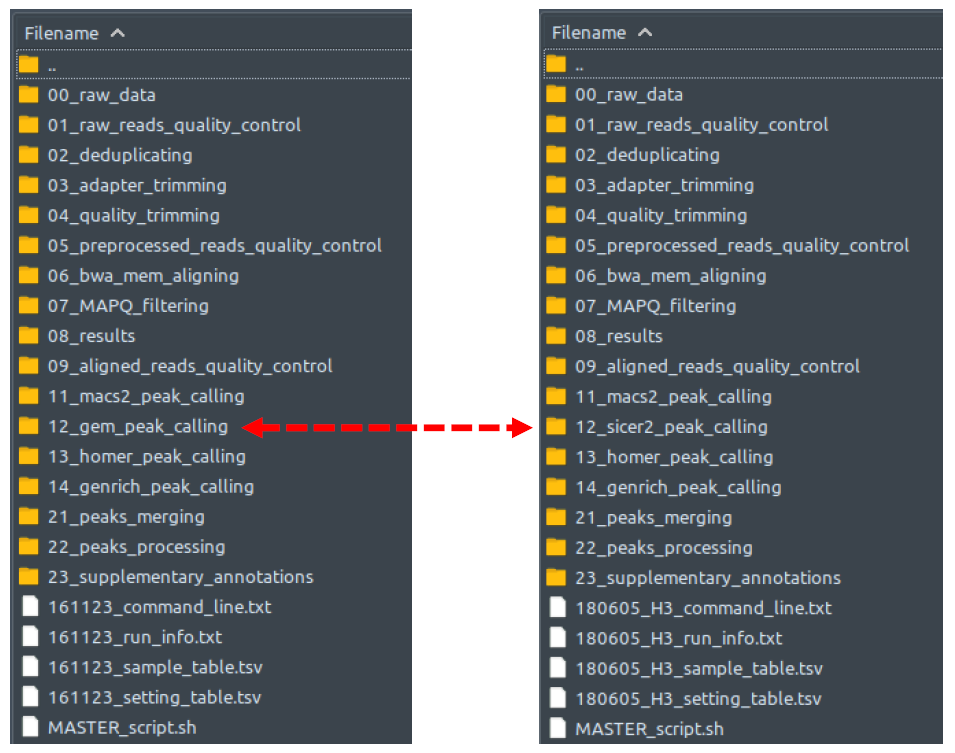 Filename
..
00_raw_data
01_raw_reads_quality_control
02_deduplicating
03_adapter_trimming
04_quality_trimming
05_preprocessed_reads_quality_control
06_bwa_mem_aligning
07_MAPQ_filtering
08_results
09_aligned_reads_quality_control
11_macs2_peak_calling
12_gem_peak_calling
13_homer_peak_calling
14_genrich_peak_calling
21_peaks_merging
22_peaks_processing
23_supplementary_annotations
161123_command_line.txt
161123_run_info.txt
161123_sample_table.tsv
161123_setting_table.tsv
MASTER_script.sh
Filename
..
00_raw_data
01_raw_reads_quality_control
02_deduplicating
03_adapter_trimming
04_quality_trimming
05_preprocessed_reads_quality_control
06_bwa_mem_aligning
07_MAPQ_filtering
08_results
09_aligned_reads_quality_control
11_macs2_peak_calling
12_sicer2_peak_calling
13_homer_peak_calling
14_genrich_peak_calling
21_peaks_merging
22_peaks_processing
23_supplementary_annotations
180605_H3_command_line.txt
180605_H3_run_info.txt
180605_H3_sample_table.tsv
180605_H3_setting_table.tsv
MASTER_script.sh